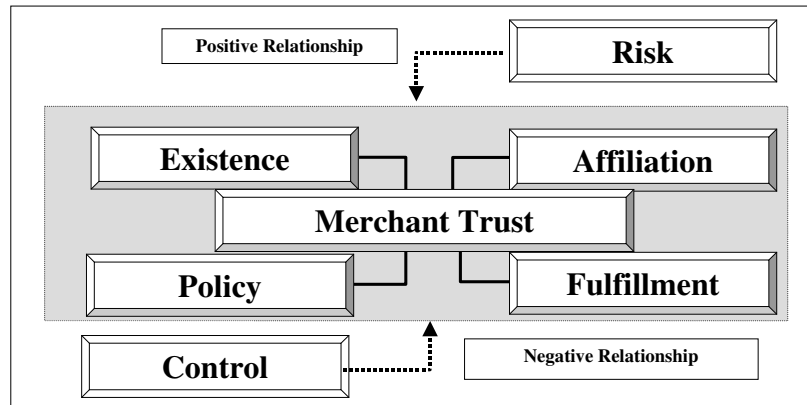 Positive Relationship
Risk
Existence
Affiliation
Merchant Trust
Policy
Fulfillment
Control
Negative Relationship